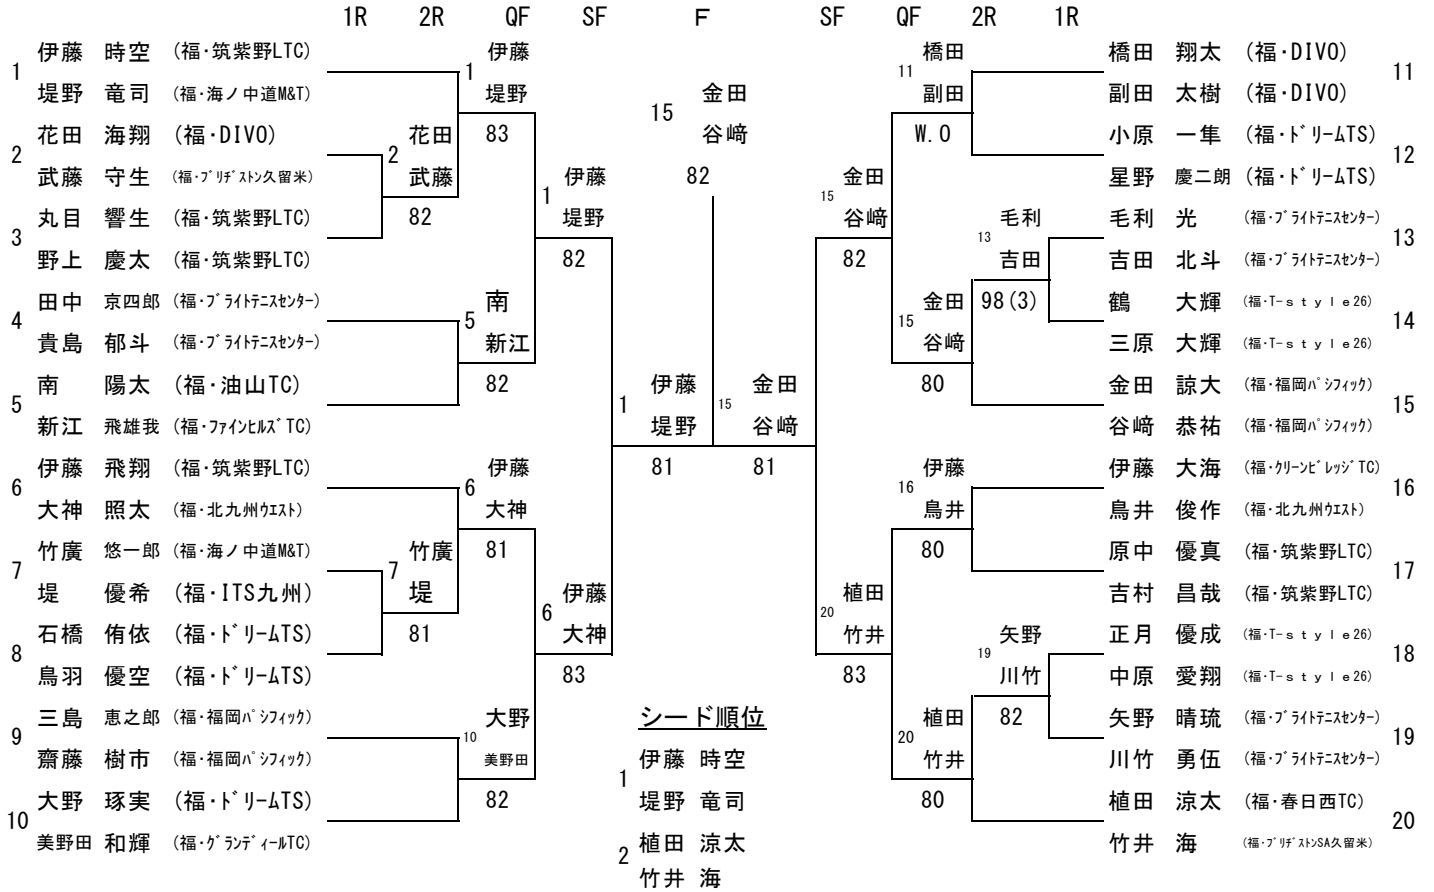 1R 2R QF SF F SF QF 2R 1R
1 伊藤 時空 (福・筑紫野LTC)
堤野 竜司 (福・海ノ中道M&T)
2 花田 海翔 (福・DIVO)
武藤 守生 (福・ブリヂストン久留米)
3 丸目 響生 (福・筑紫野LTC)
野上 慶太 (福・筑紫野LTC)
4 田中 京四郎 (福・ブライトテニスセンター)
貴島 郁斗 (福・ブライトテニスセンター)
5 南 陽太 (福・油山TC)
新江 飛雄我 (福・ファインヒルズTC)
6 伊藤 飛翔 (福・筑紫野LTC)
大神 照太 (福・北九州ウエスト)
7 竹廣 悠一郎 (福・海ノ中道M&T)
堤 優希 (福・ITS九州)
8 石橋 侑依 (福・ドリームTS)
鳥羽 優空 (福・ドリームTS)
9 三島 恵之郎 (福・福岡パシフィック)
齋藤 樹市 (福・福岡パシフィック)
10 大野 琢実 (福・ドリームTS)
美野田 和輝 (福・グランディールTC)
2 花田
武藤
82
7 竹廣
堤
81
1 伊藤
堤野
83
5 南
新江
82
6 伊藤
大神
81
10 大野
美野田
82
1 伊藤
堤野
82
6 伊藤
大神
83
1 伊藤
堤野
81
15 金田
谷﨑
82
15 金田
谷﨑
81
15 金田
谷﨑
82
20 植田
竹井
83
11 橋田
副田
W.O
15 金田
谷﨑
80
16 伊藤
鳥井
80
20 植田
竹井
80
13 毛利
吉田
98(3)
19 矢野
川竹
82
橋田 翔太 (福・DIVO) 11
副田 太樹 (福・DIVO)
小原 一隼 (福・ドリームTS) 12
星野 慶二朗 (福・ドリームTS)
毛利 光 (福・ブライトテニスセンター) 13
吉田 北斗 (福・ブライトテニスセンター)
鶴 大輝 (福・T-style26) 14
三原 大輝 (福・T-style26)
金田 諒大 (福・福岡パシフィック) 15
谷﨑 恭祐 (福・福岡パシフィック)
伊藤 大海 (福・クリーンビレッジTC) 16
鳥井 俊作 (福・北九州ウエスト)
原中 優真 (福・筑紫野LTC) 17
吉村 昌哉 (福・筑紫野LTC)
正月 優成 (福・T-style26) 18
中原 愛翔 (福・T-style26)
矢野 晴琉 (福・ブライトテニスセンター) 19
川竹 勇伍 (福・ブライトテニスセンター)
植田 涼太 (福・春日西TC) 20
竹井 海 (福・ブリヂストンSA久留米)
シード順位
1 伊藤 時空
堤野 竜司
2 植田 涼太
竹井 海